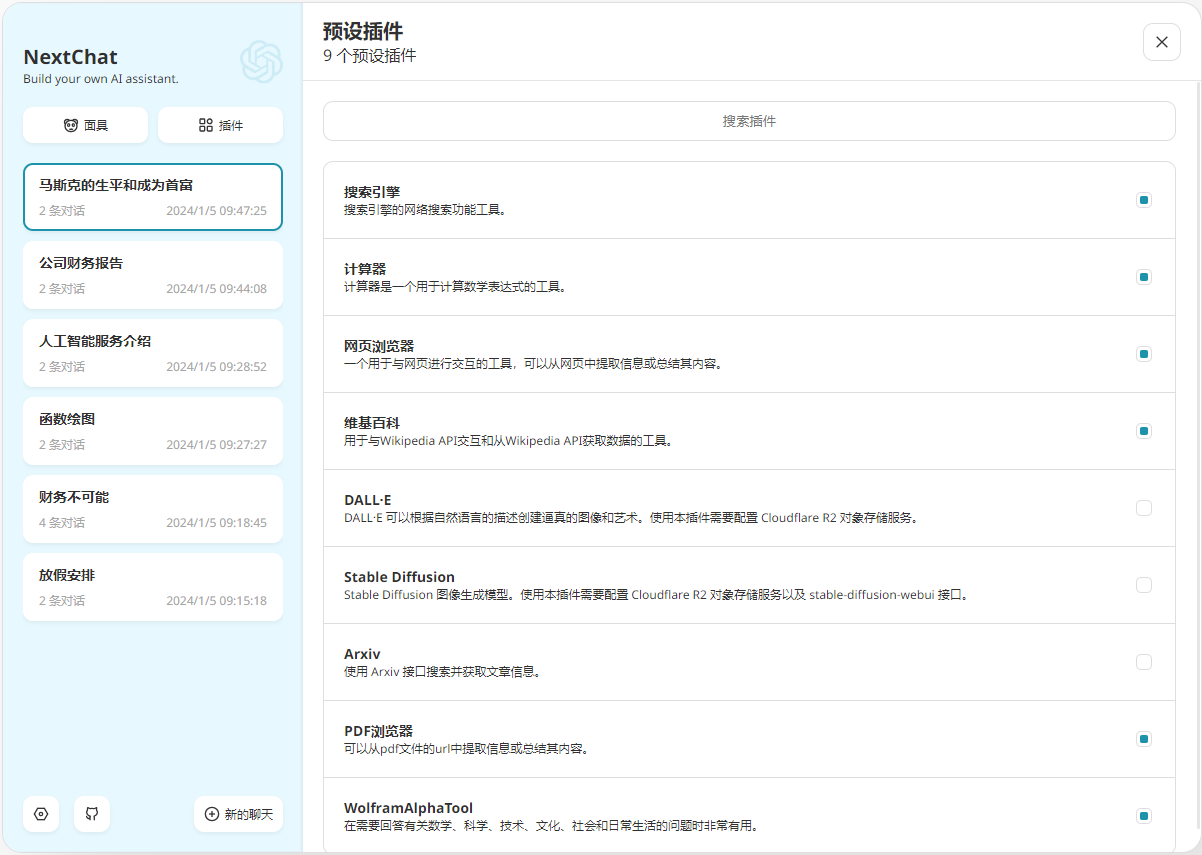 NextChat
Build your own AI assistant.
面具
插件
马斯克的生平和成为首富
2 条对话
2024/1/5 09:47:25
公司财务报告
2 条对话
2024/1/5 09:44:08
人工智能服务介绍
2 条对话
2024/1/5 09:28:52
函数绘图
2 条对话
2024/1/5 09:27:27
财务不可能
4 条对话
2024/1/5 09:18:45
放假安排
2 条对话
2024/1/5 09:15:18
新的聊天
预设插件
9 个预设插件
搜索插件
搜索引擎
搜索引擎的网络搜索功能工具。
计算器
计算器是一个用于计算数学表达式的工具。
网页浏览器
一个用于与网页进行交互的工具，可以从网页中提取信息或总结其内容。
维基百科
用于与Wikipedia API交互和从Wikipedia API获取数据的工具。
DALL·E
DALL·E 可以根据自然语言的描述创建逼真的图像和艺术。使用本插件需要配置 Cloudflare R2 对象存储服务。
Stable Diffusion
Stable Diffusion 图像生成模型。使用本插件需要配置 Cloudflare R2 对象存储服务以及 stable-diffusion-webui 接口。
Arxiv
使用 Arxiv 接口搜索并获取文章信息。
PDF浏览器
可以从pdf文件的url中提取信息或总结其内容。
WolframAlphaTool
在需要回答有关数学、科学、技术、文化、社会和日常生活的问题时非常有用。